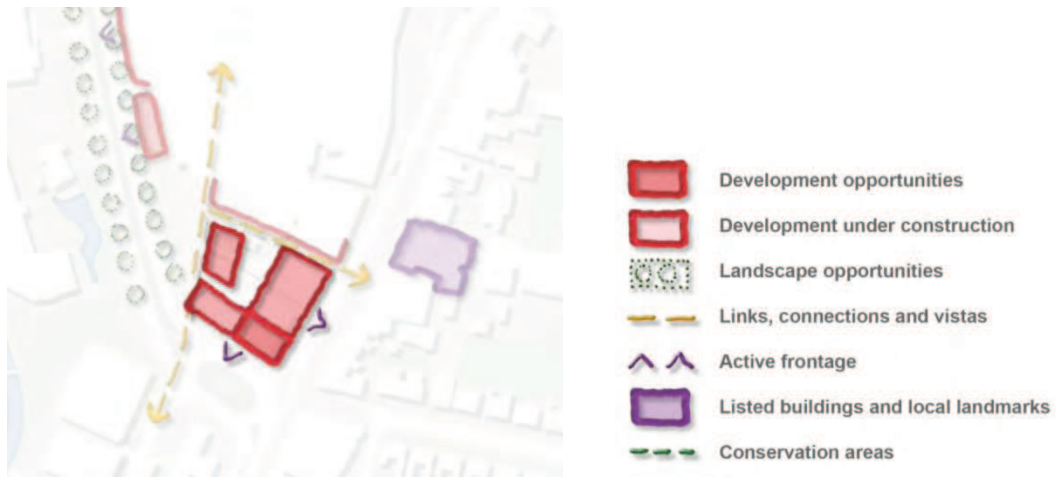 Development opportunities
Development under construction
Landscape opportunities
Links, connections and vistas
Active frontage
Listed buildings and local landmarks
Conservation areas